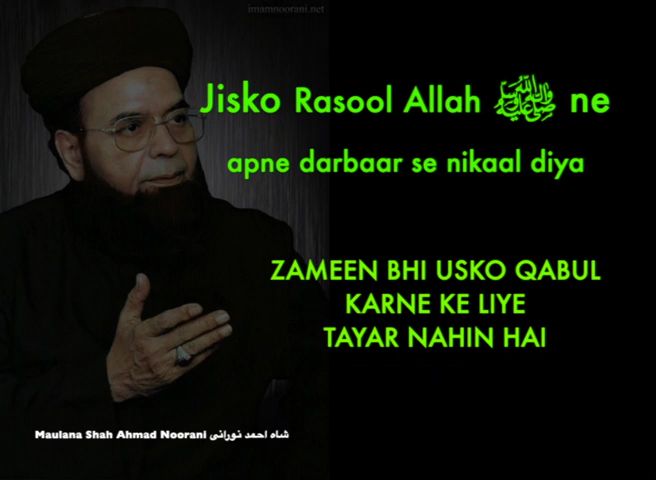 imamnoorani.net
Jisko Rasool Allah ﷺ ne
apne darbaar se nikaal diya
ZAMEEN BHI USKO QABUL
KARNE KE LIYE
TAYAR NAHIN HAI
Maulana Shah Ahmad Noorani شاه احمد نورانی